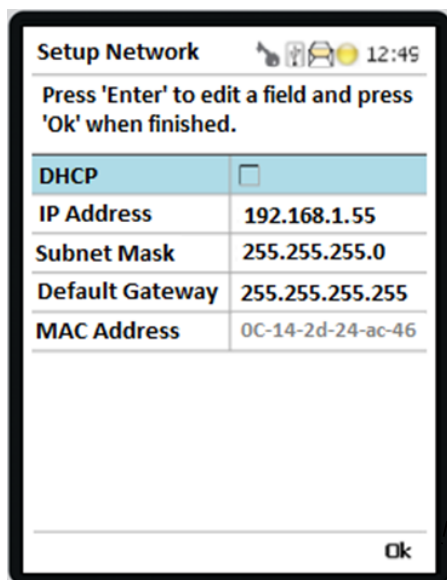 Setup Network 12:49
Press 'Enter' to edit a field and press
'Ok' when finished.
DHCP
IP Address 192.168.1.55
Subnet Mask 255.255.255.0
Default Gateway 255.255.255.255
MAC Address 0C-14-2d-24-ac-46
Ok